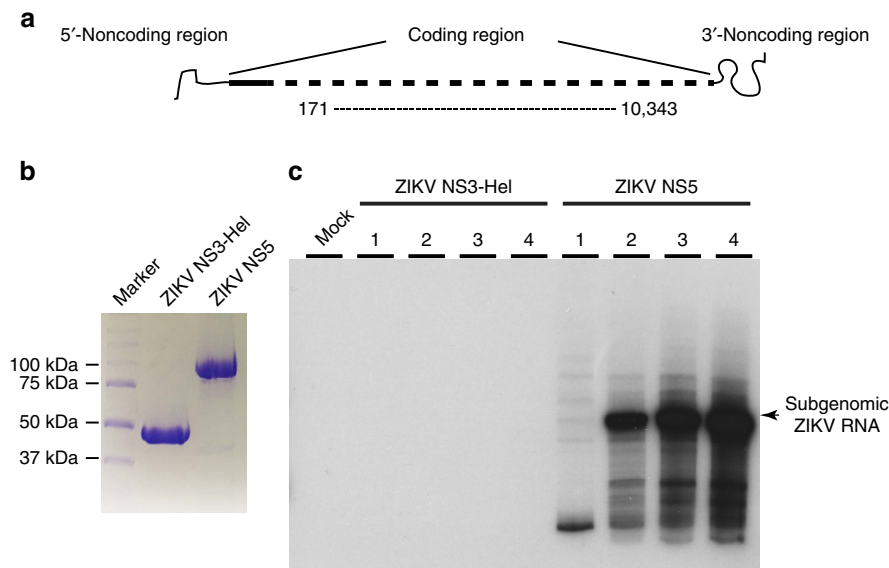 a
5′-Noncoding region
Coding region
3′-Noncoding region
171
10,343
b
Marker
ZIKV NS3-Hel
ZIKV NS5
100 kDa
75 kDa
50 kDa
37 kDa
c
ZIKV NS3-Hel
ZIKV NS5
Mock
1 2 3 4 1 2 3 4
Subgenomic
ZIKV RNA